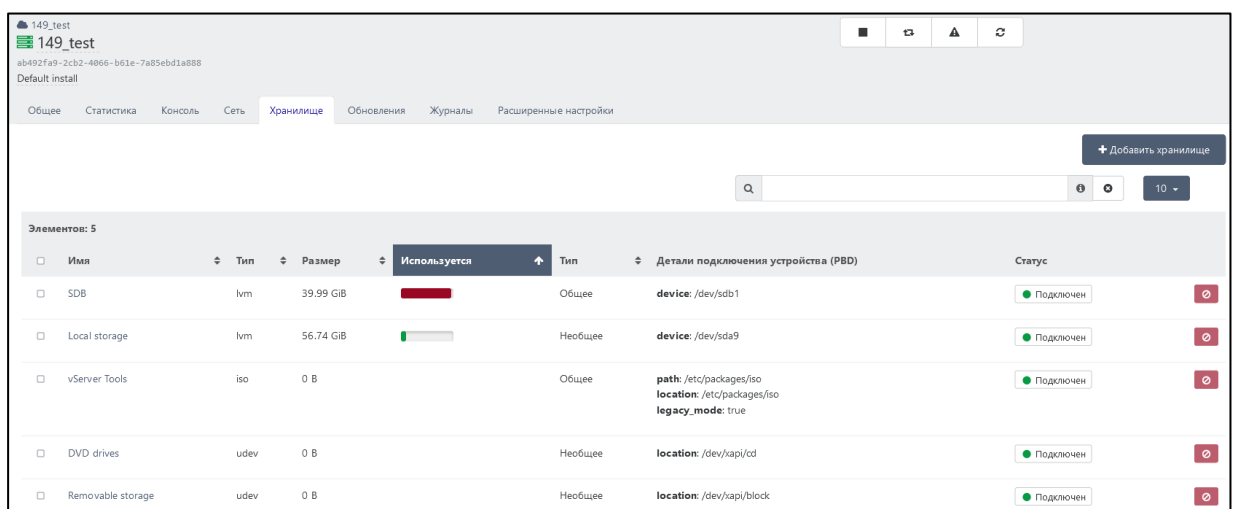 149_test
149_test
ab492fa9-2cb2-4066-b61e-7a85ebd1a888
Default install
Общее Статистика Консоль Сеть Хранилище Обновления Журналы Расширенные настройки
Добавить хранилище
10
Элементов: 5
Имя Тип Размер Используется Тип Детали подключения устройства (PBD) Статус
SDB lvm 39.99 GiB Общее device: /dev/sdb1 Подключен
Local storage lvm 56.74 GiB Необщее device: /dev/sda9 Подключен
vServer Tools iso 0 B Общее path: /etc/packages/iso Подключен
location: /etc/packages/iso
legacy_mode: true
DVD drives udev 0 B Необщее location: /dev/xapi/cd Подключен
Removable storage udev 0 B Необщее location: /dev/xapi/block Подключен